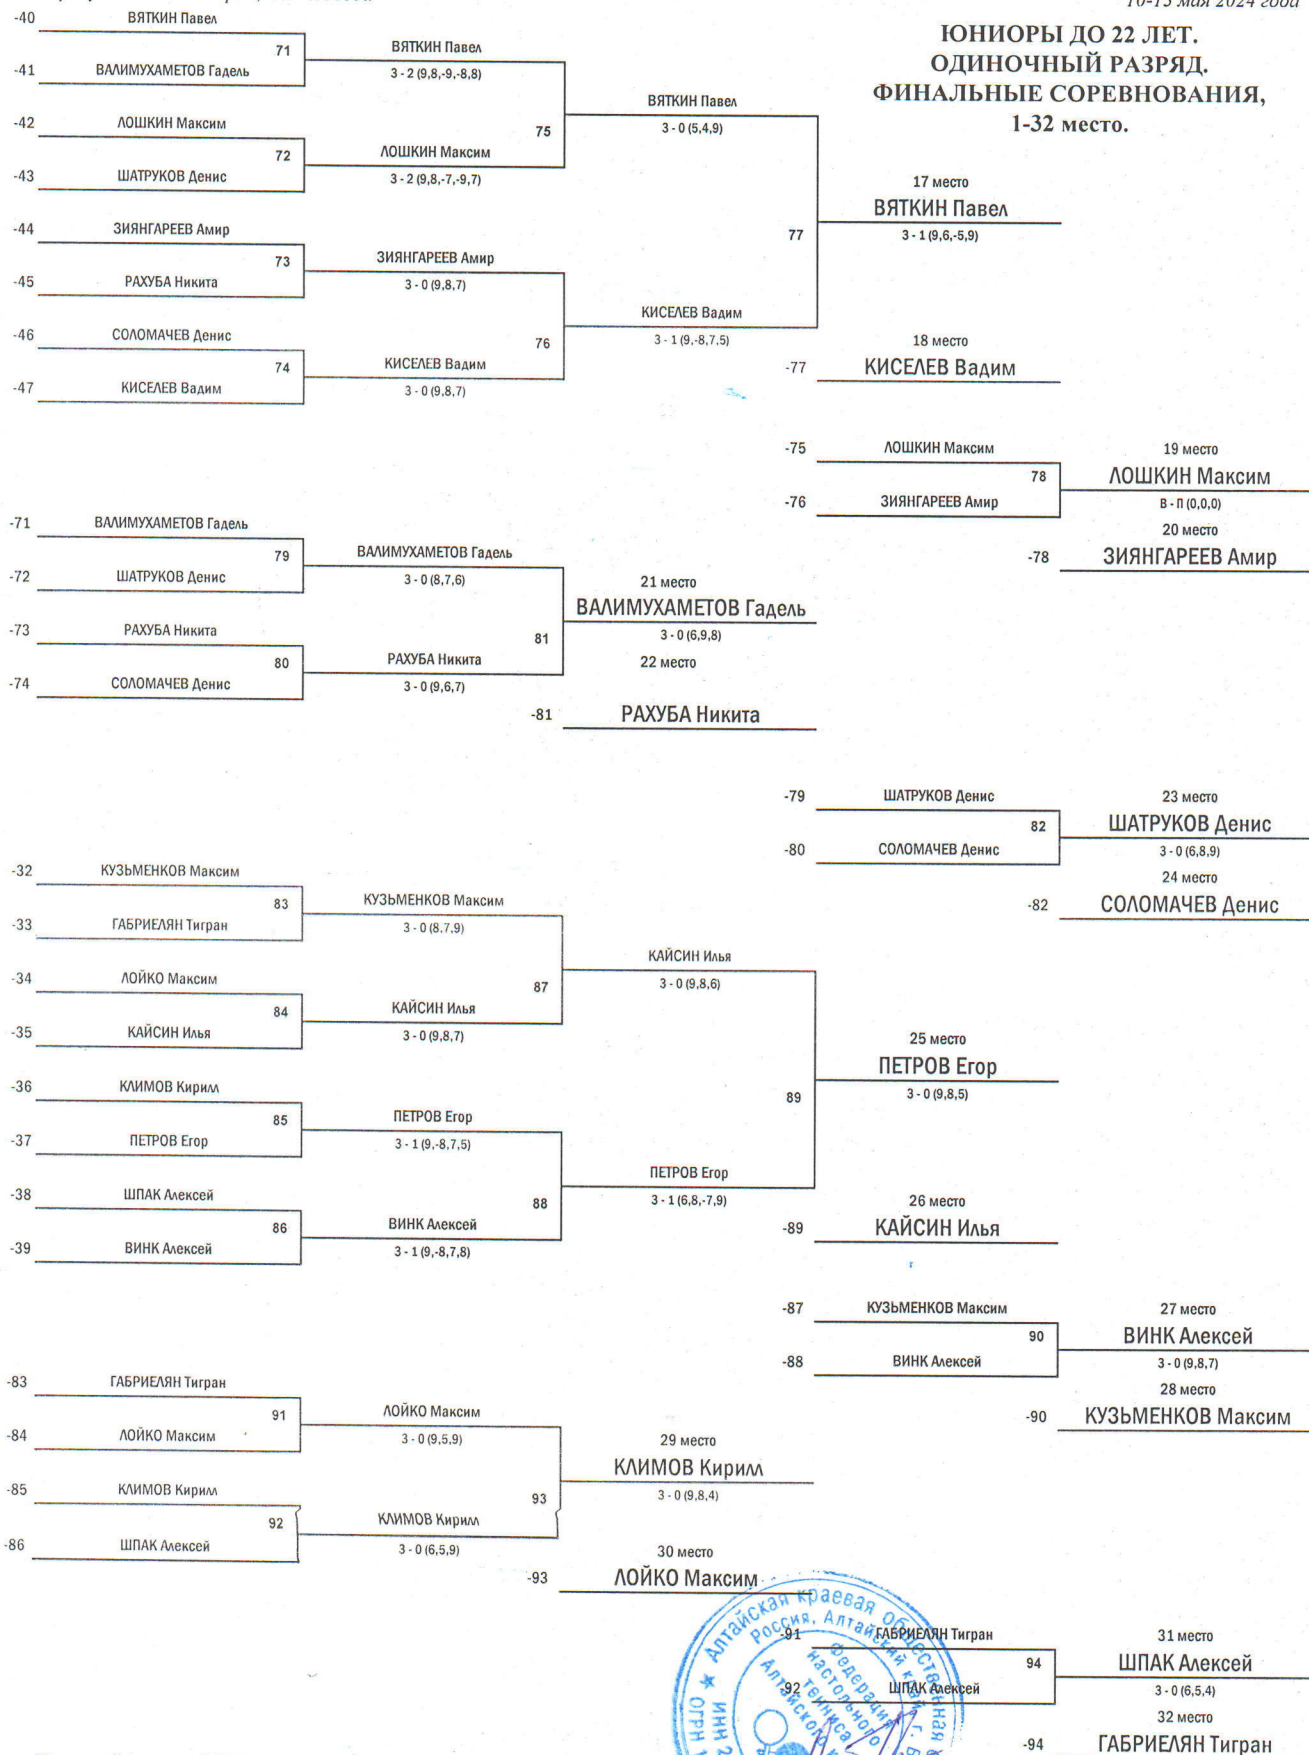 10-15 мая 2024 года
ЮНИОРЫ ДО 22 ЛЕТ.
ОДИНОЧНЫЙ РАЗРЯД.
ФИНАЛЬНЫЕ СОРЕВНОВАНИЯ,
1-32 место.
-40 ВЯТКИН Павел
71 ВЯТКИН Павел
-41 ВАЛИМУХАМЕТОВ Гадель
3 - 2 (9,8,-9,-8,8)
ВЯТКИН Павел
-42 ЛОШКИН Максим
75 3 - 0 (5,4,9)
72 ЛОШКИН Максим
-43 ШАТРУКОВ Денис
3 - 2 (9,8,-7,-9,7)
17 место
ВЯТКИН Павел
-44 ЗИЯНГАРЕЕВ Амир
77 3 - 1 (9,6,-5,9)
73 ЗИЯНГАРЕЕВ Амир
-45 РАХУБА Никита
3 - 0 (9,8,7)
КИСЕЛЕВ Вадим
-46 СОЛОМАЧЕВ Денис
76 3 - 1 (9,-8,7,5)
18 место
74 КИСЕЛЕВ Вадим
-77 КИСЕЛЕВ Вадим
-47 КИСЕЛЕВ Вадим
3 - 0 (9,8,7)
-75 ЛОШКИН Максим
19 место
78 ЛОШКИН Максим
-76 ЗИЯНГАРЕЕВ Амир
В - П (0,0,0)
20 место
-78 ЗИЯНГАРЕЕВ Амир
-71 ВАЛИМУХАМЕТОВ Гадель
79 ВАЛИМУХАМЕТОВ Гадель
-72 ШАТРУКОВ Денис
3 - 0 (8,7,6)
21 место
ВАЛИМУХАМЕТОВ Гадель
-73 РАХУБА Никита
81 3 - 0 (6,9,8)
80 РАХУБА Никита
22 место
-74 СОЛОМАЧЕВ Денис
3 - 0 (9,6,7)
-81 РАХУБА Никита
-79 ШАТРУКОВ Денис
23 место
82 ШАТРУКОВ Денис
-80 СОЛОМАЧЕВ Денис
3 - 0 (6,8,9)
24 место
-82 СОЛОМАЧЕВ Денис
-32 КУЗЬМЕНКОВ Максим
83 КУЗЬМЕНКОВ Максим
-33 ГАБРИЕЛЯН Тигран
3 - 0 (8,7,9)
КАЙСИН Илья
-34 ЛОЙКО Максим
87 3 - 0 (9,8,6)
84 КАЙСИН Илья
-35 КАЙСИН Илья
3 - 0 (9,8,7)
25 место
ПЕТРОВ Егор
-36 КЛИМОВ Кирилл
89 3 - 0 (9,8,5)
85 ПЕТРОВ Егор
-37 ПЕТРОВ Егор
3 - 1 (9,-8,7,5)
ПЕТРОВ Егор
-38 ШПАК Алексей
88 3 - 1 (6,8,-7,9)
26 место
86 ВИНК Алексей
-89 КАЙСИН Илья
-39 ВИНК Алексей
3 - 1 (9,-8,7,8)
-87 КУЗЬМЕНКОВ Максим
27 место
90 ВИНК Алексей
-88 ВИНК Алексей
3 - 0 (9,8,7)
28 место
-90 КУЗЬМЕНКОВ Максим
-83 ГАБРИЕЛЯН Тигран
91 ЛОЙКО Максим
-84 ЛОЙКО Максим
3 - 0 (9,5,9)
29 место
КЛИМОВ Кирилл
-85 КЛИМОВ Кирилл
93 3 - 0 (9,8,4)
92 КЛИМОВ Кирилл
-86 ШПАК Алексей
3 - 0 (6,5,9)
30 место
-93 ЛОЙКО Максим
-91 ГАБРИЕЛЯН Тигран
31 место
94 ШПАК Алексей
-92 ШПАК Алексей
3 - 0 (6,5,4)
32 место
-94 ГАБРИЕЛЯН Тигран
ОГРН
★ Алтайская краевая общественная
ИНН
Россия, Алтайский край, г.
Федерация
настольного
тенниса
Алтайского